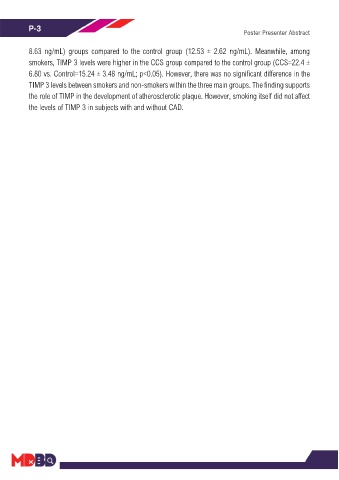 P-3
Poster Presenter Abstract
8.63 ng/mL) groups compared to the control group (12.53 ± 2.62 ng/mL). Meanwhile, among
smokers, TIMP 3 levels were higher in the CCS group compared to the control group (CCS=22.4 ±
6.80 vs. Control=15.24 ± 3.48 ng/mL; p<0.05). However, there was no significant difference in the
TIMP 3 levels between smokers and non-smokers within the three main groups. The finding supports
the role of TIMP in the development of atherosclerotic plaque. However, smoking itself did not affect
the levels of TIMP 3 in subjects with and without CAD.